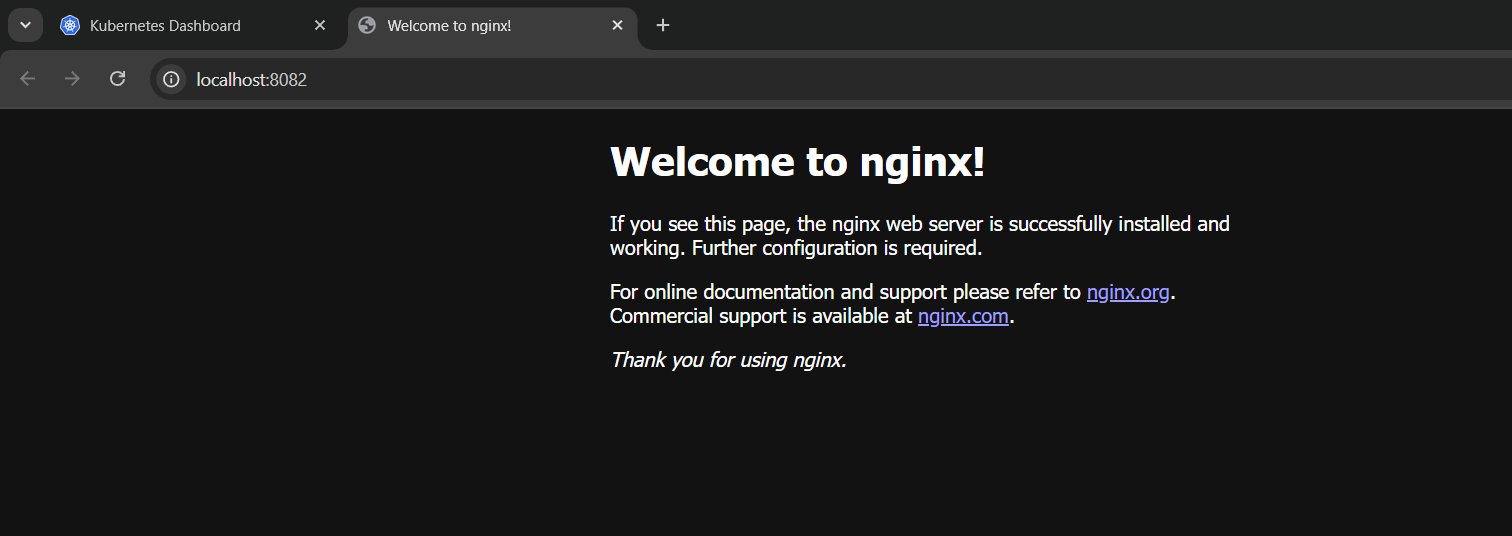 Kubernetes Dashboard
Welcome to nginx!
localhost:8082
Welcome to nginx!
If you see this page, the nginx web server is successfully installed and
working. Further configuration is required.
For online documentation and support please refer to nginx.org.
Commercial support is available at nginx.com.
Thank you for using nginx.